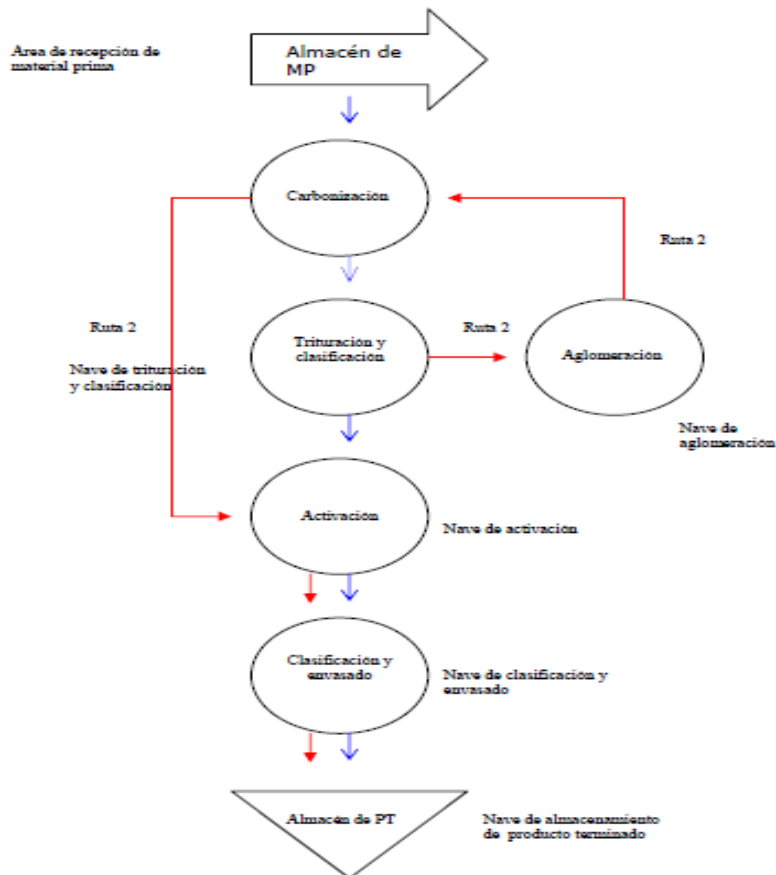 Area de recepción de
material prima
Almacén de
MP
Carbonización
Ruta 2
Ruta 2
Nave de trituración
y clasificación
Trituración y
clasificación
Ruta 2
Aglomeración
Nave de
aglomeración
Activación
Nave de activación
Clasificación y
envasado
Nave de clasificación y
envasado
Almacén de PT
Nave de almacenamiento
de producto terminado